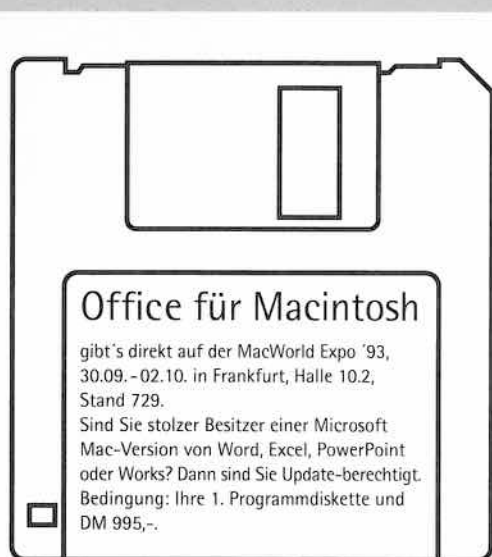 Office für Macintosh
gibt´s direkt auf der MacWorld Expo ´93,
30.09.-02.10. in Frankfurt, Halle 10.2,
Stand 729.
Sind Sie stolzer Besitzer einer Microsoft
Mac-Version von Word, Excel, PowerPoint
oder Works? Dann sind Sie Update-berechtigt.
Bedingung: Ihre 1. Programmdiskette und
DM 995,-.